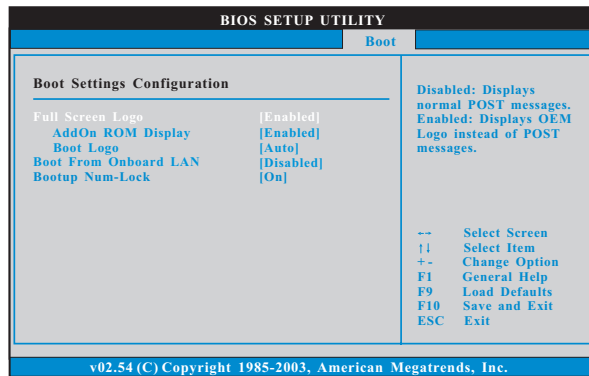 BIOS SETUP UTILITY
Boot
Boot Settings Configuration
Full Screen Logo [Enabled]
AddOn ROM Display [Enabled]
Boot Logo [Auto]
Boot From Onboard LAN [Disabled]
Bootup Num-Lock [On]
Disabled: Displays
normal POST messages.
Enabled: Displays OEM
Logo instead of POST
messages.
←→ Select Screen
↑↓ Select Item
+- Change Option
F1 General Help
F9 Load Defaults
F10 Save and Exit
ESC Exit
v02.54 (C) Copyright 1985-2003, American Megatrends, Inc.